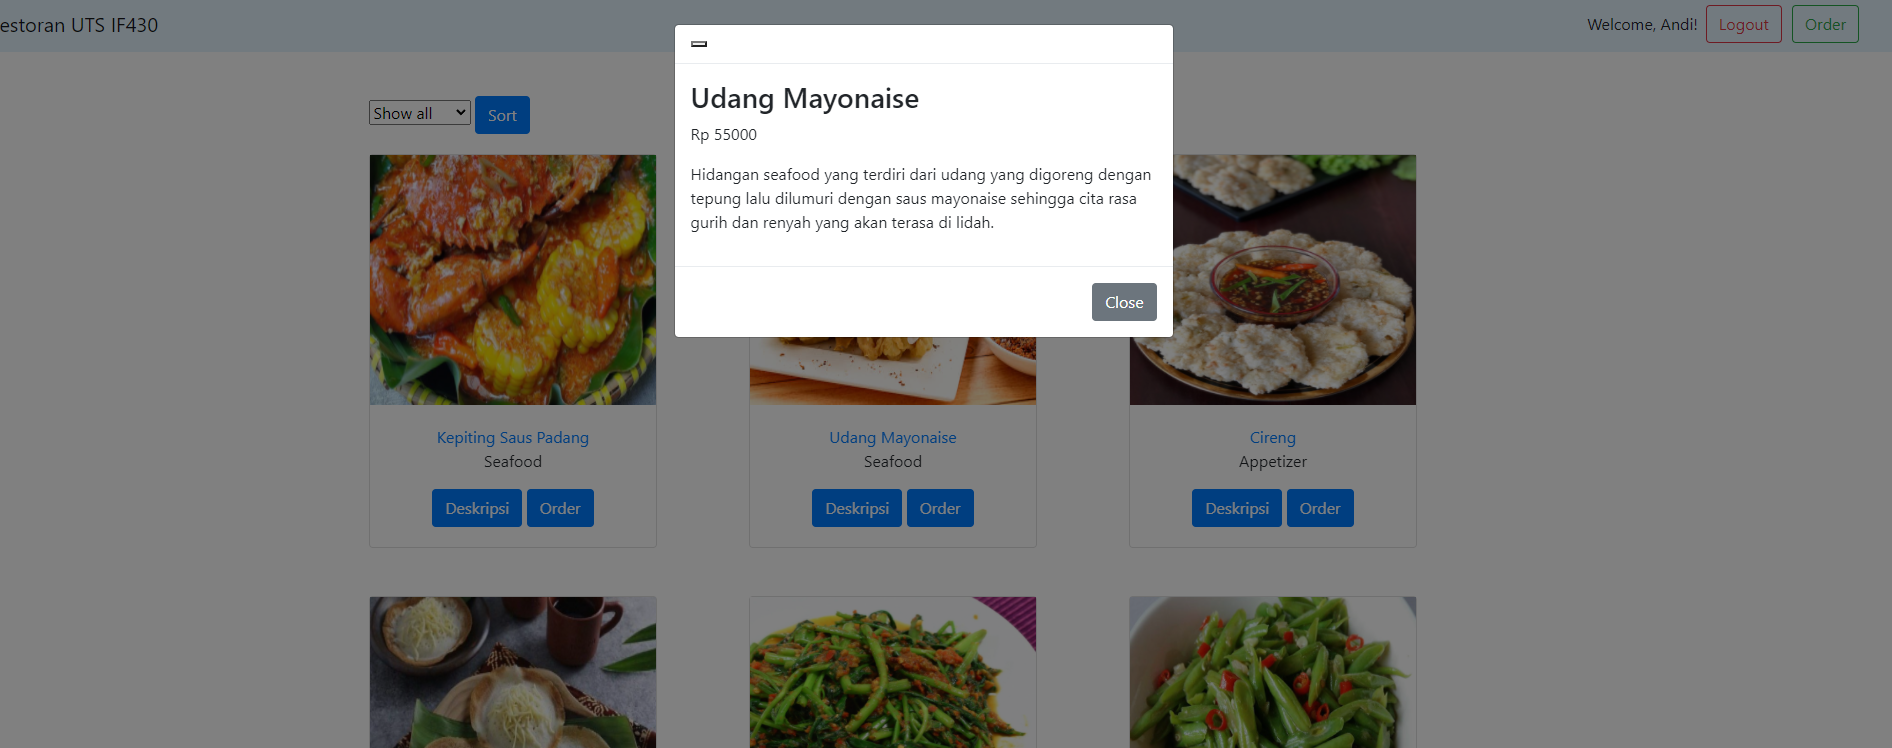 estoran UTS IF430
Welcome, Andi!
Logout
Order
Udang Mayonaise
Rp 55000
Hidangan seafood yang terdiri dari udang yang digoreng dengan
tepung lalu dilumuri dengan saus mayonaise sehingga cita rasa
gurih dan renyah yang akan terasa di lidah.
Close
Show all
Sort
Kepiting Saus Padang
Seafood
Deskripsi
Order
Udang Mayonaise
Seafood
Deskripsi
Order
Cireng
Appetizer
Deskripsi
Order